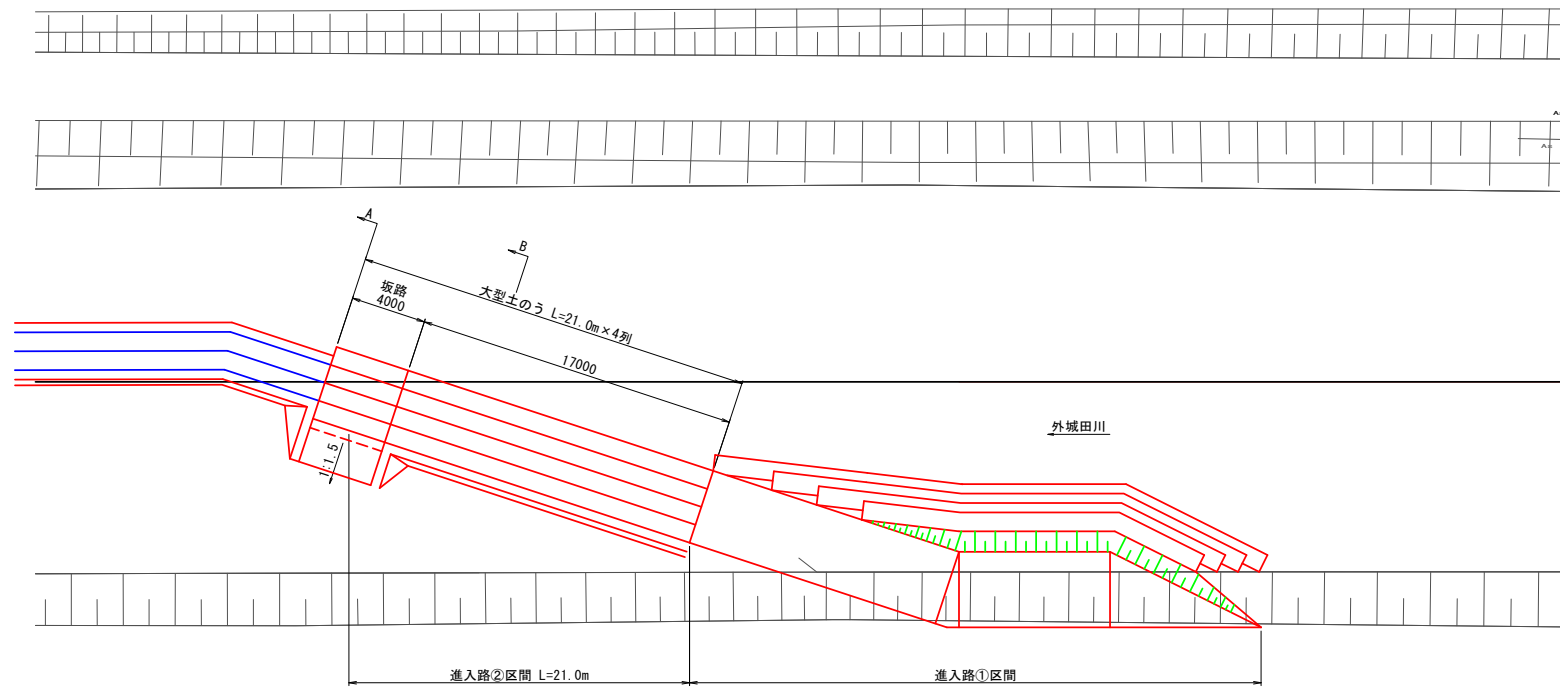 A=
A=
A
B
坂路
4000
大型土のう L=21.0m×4列
17000
外城田川
1:1.5
進入路②区間 L=21.0m
進入路①区間